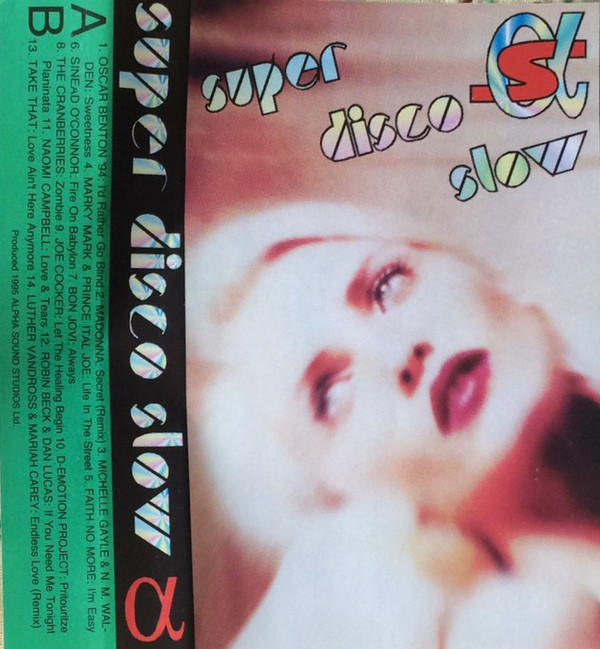 super
disco
slow
St α
super disco slow α
A
1. OSCAR BENTON '94: I'd Rather Go Blind 2. MADONNA: Secret (Remix) 3. MICHELLE GAYLE & N. M. WAL-
DEN: Sweetness 4. MARKY MARK & PRINCE ITAL JOE: Life In The Street 5. FAITH NO MORE: I'm Easy
6. SINEAD O'CONNOR: Fire On Babylon 7. BON JOVI: Always
B
8. THE CRANBERRIES: Zombie 9. JOE COCKER: Let The Healing Begin 10. D-EMOTION PROJECT: Pritouritze
Planinata 11. NAOMI CAMPBELL: Love & Tears 12. ROBIN BECK & DAN LUCAS: If You Need Me Tonight
13. TAKE THAT: Love Ain't Here Anymore 14. LUTHER VANDROSS & MARIAH CAREY: Endless Love (Remix)
Produced 1995 ALPHA SOUND STUDIOS Ltd.